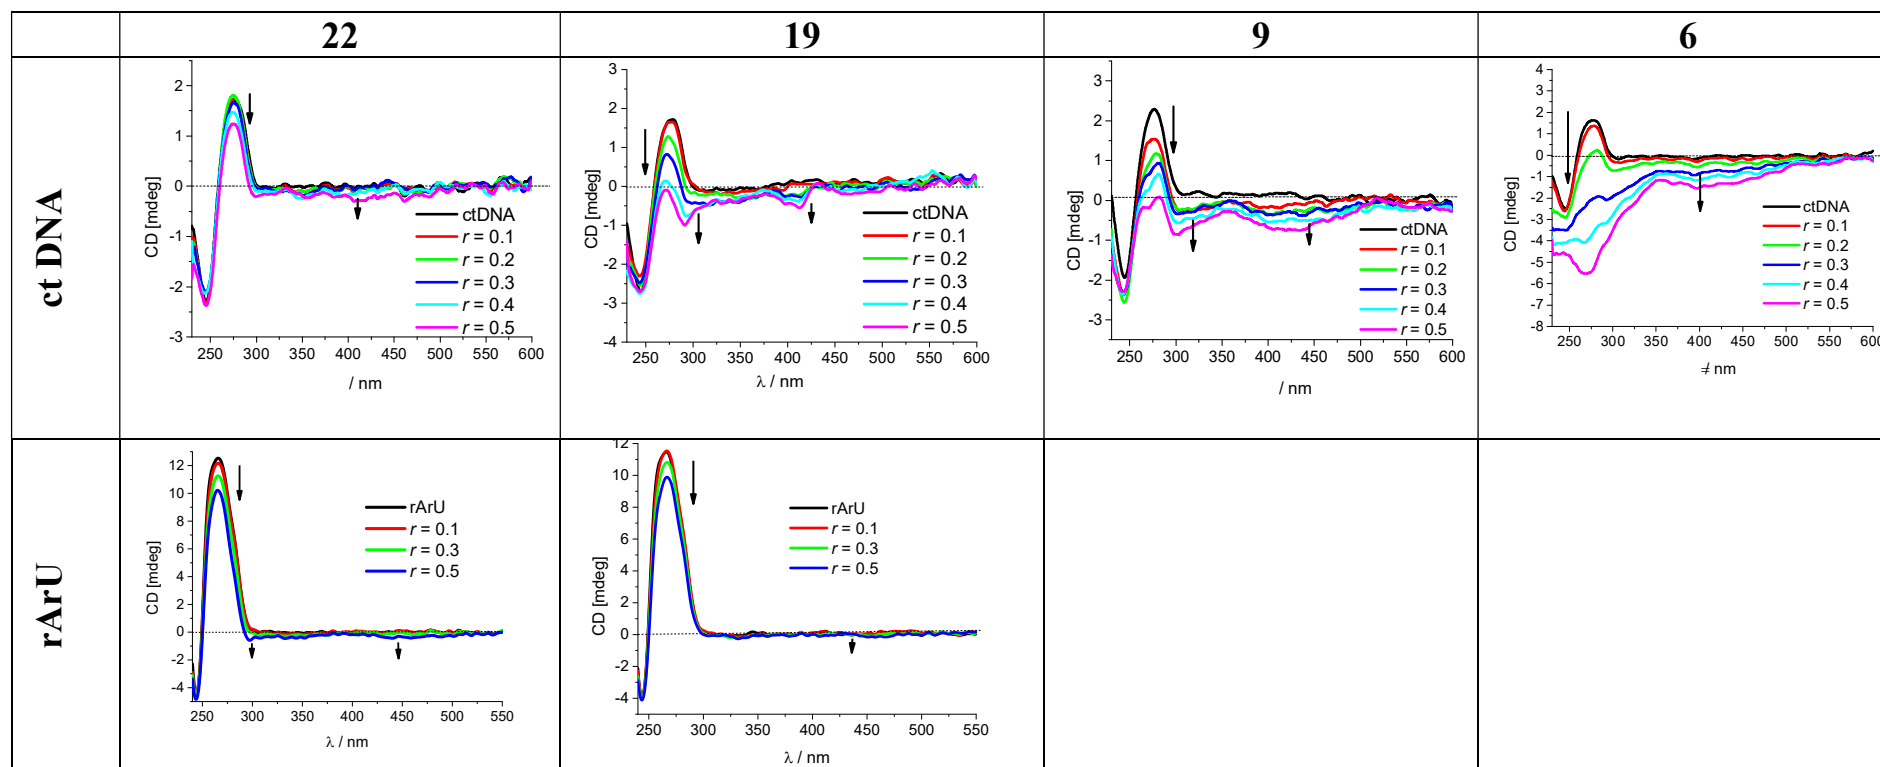 22 19 9 6
ct DNA
CD [mdeg]
2
1
0
-1
-2
-3
250 300 350 400 450 500 550 600
/ nm
ctDNA
r = 0.1
r = 0.2
r = 0.3
r = 0.4
r = 0.5
CD [mdeg]
3
2
1
0
-1
-2
-3
-4
250 300 350 400 450 500 550 600
λ / nm
ctDNA
r = 0.1
r = 0.2
r = 0.3
r = 0.4
r = 0.5
CD [mdeg]
3
2
1
0
-1
-2
-3
250 300 350 400 450 500 550 600
/ nm
ctDNA
r = 0.1
r = 0.2
r = 0.3
r = 0.4
r = 0.5
CD [mdeg]
4
3
2
1
0
-1
-2
-3
-4
-5
-6
-7
-8
250 300 350 400 450 500 550 600
/ nm
ctDNA
r = 0.1
r = 0.2
r = 0.3
r = 0.4
r = 0.5
rArU
CD [mdeg]
12
10
8
6
4
2
0
-2
-4
250 300 350 400 450 500 550
λ / nm
rArU
r = 0.1
r = 0.3
r = 0.5
CD [mdeg]
12
10
8
6
4
2
0
-2
-4
250 300 350 400 450 500 550
λ / nm
rArU
r = 0.1
r = 0.3
r = 0.5